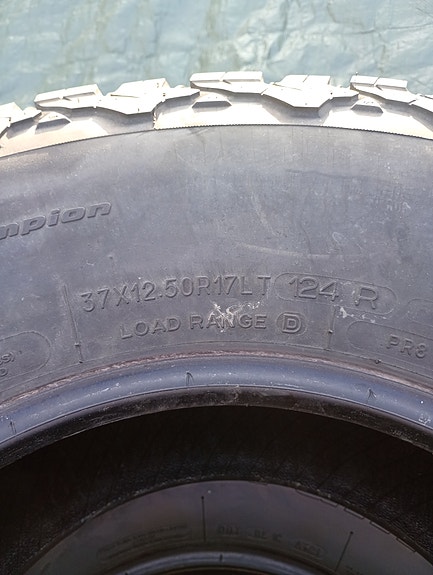 mpion
37X12.50R17LT 124 R
LOAD RANGE D
PR8